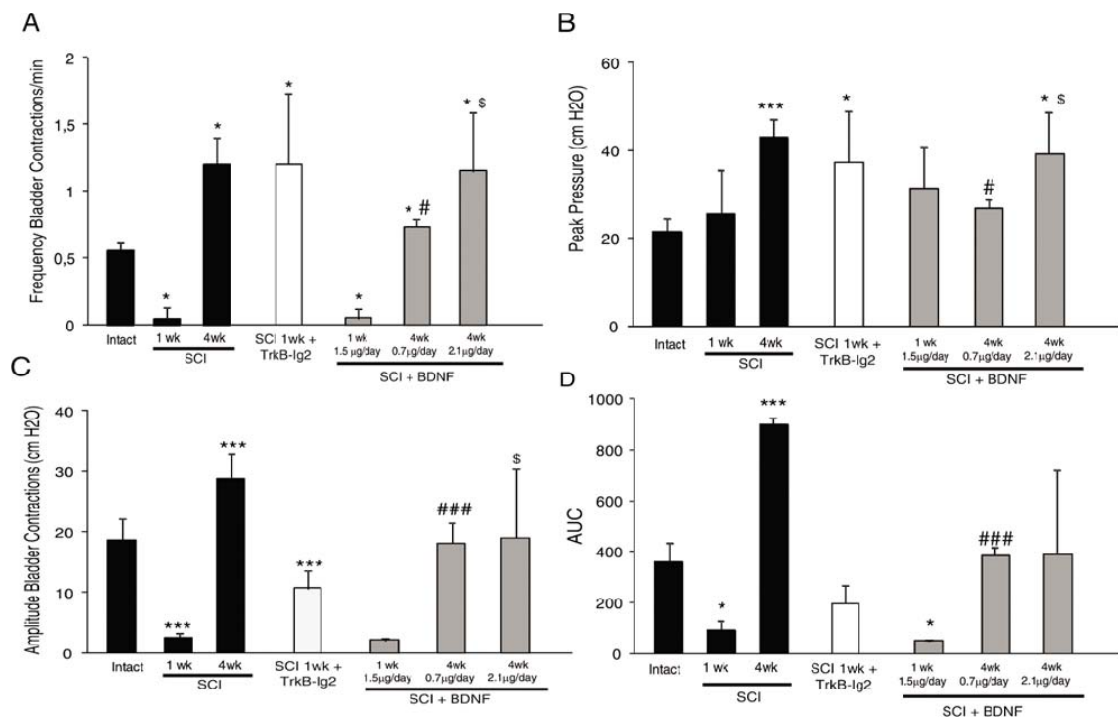 A
Frequency Bladder Contractions/min
2
1,5
1
0,5
0
*
*
*
*
* #
* $
Intact
1 wk
4wk
SCI
SCI 1wk +
TrkB-Ig2
1 wk
1.5 µg/day
4wk
0.7µg/day
4wk
2.1µg/day
SCI + BDNF
B
Peak Pressure (cm H2O)
60
40
20
0
***
*
#
* $
Intact
1 wk
4wk
SCI
SCI 1wk +
TrkB-Ig2
1 wk
1.5µg/day
4wk
0.7µg/day
4wk
2.1µg/day
SCI + BDNF
C
Amplitude Bladder Contractions (cm H2O)
40
30
20
10
0
***
***
***
###
$
Intact
1 wk
4wk
SCI
SCI 1wk +
TrkB-Ig2
1 wk
1.5µg/day
4wk
0.7µg/day
4wk
2.1µg/day
SCI + BDNF
D
AUC
1000
800
600
400
200
0
*
***
*
###
Intact
1 wk
4wk
SCI
SCI 1wk +
TrkB-Ig2
1 wk
1.5µg/day
4wk
0.7µg/day
4wk
2.1µg/day
SCI + BDNF